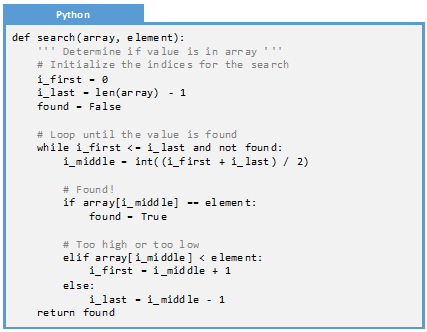 Python
def search(array, element):
    ''' Determine if value is in array '''
    # Initialize the indices for the search
    i_first = 0
    i_last = len(array) - 1
    found = False

    # Loop until the value is found
    while i_first <= i_last and not found:
        i_middle = int((i_first + i_last) / 2)

        # Found!
        if array[i_middle] == element:
            found = True

        # Too high or too low
        elif array[i_middle] < element:
            i_first = i_middle + 1
        else:
            i_last = i_middle - 1
    return found